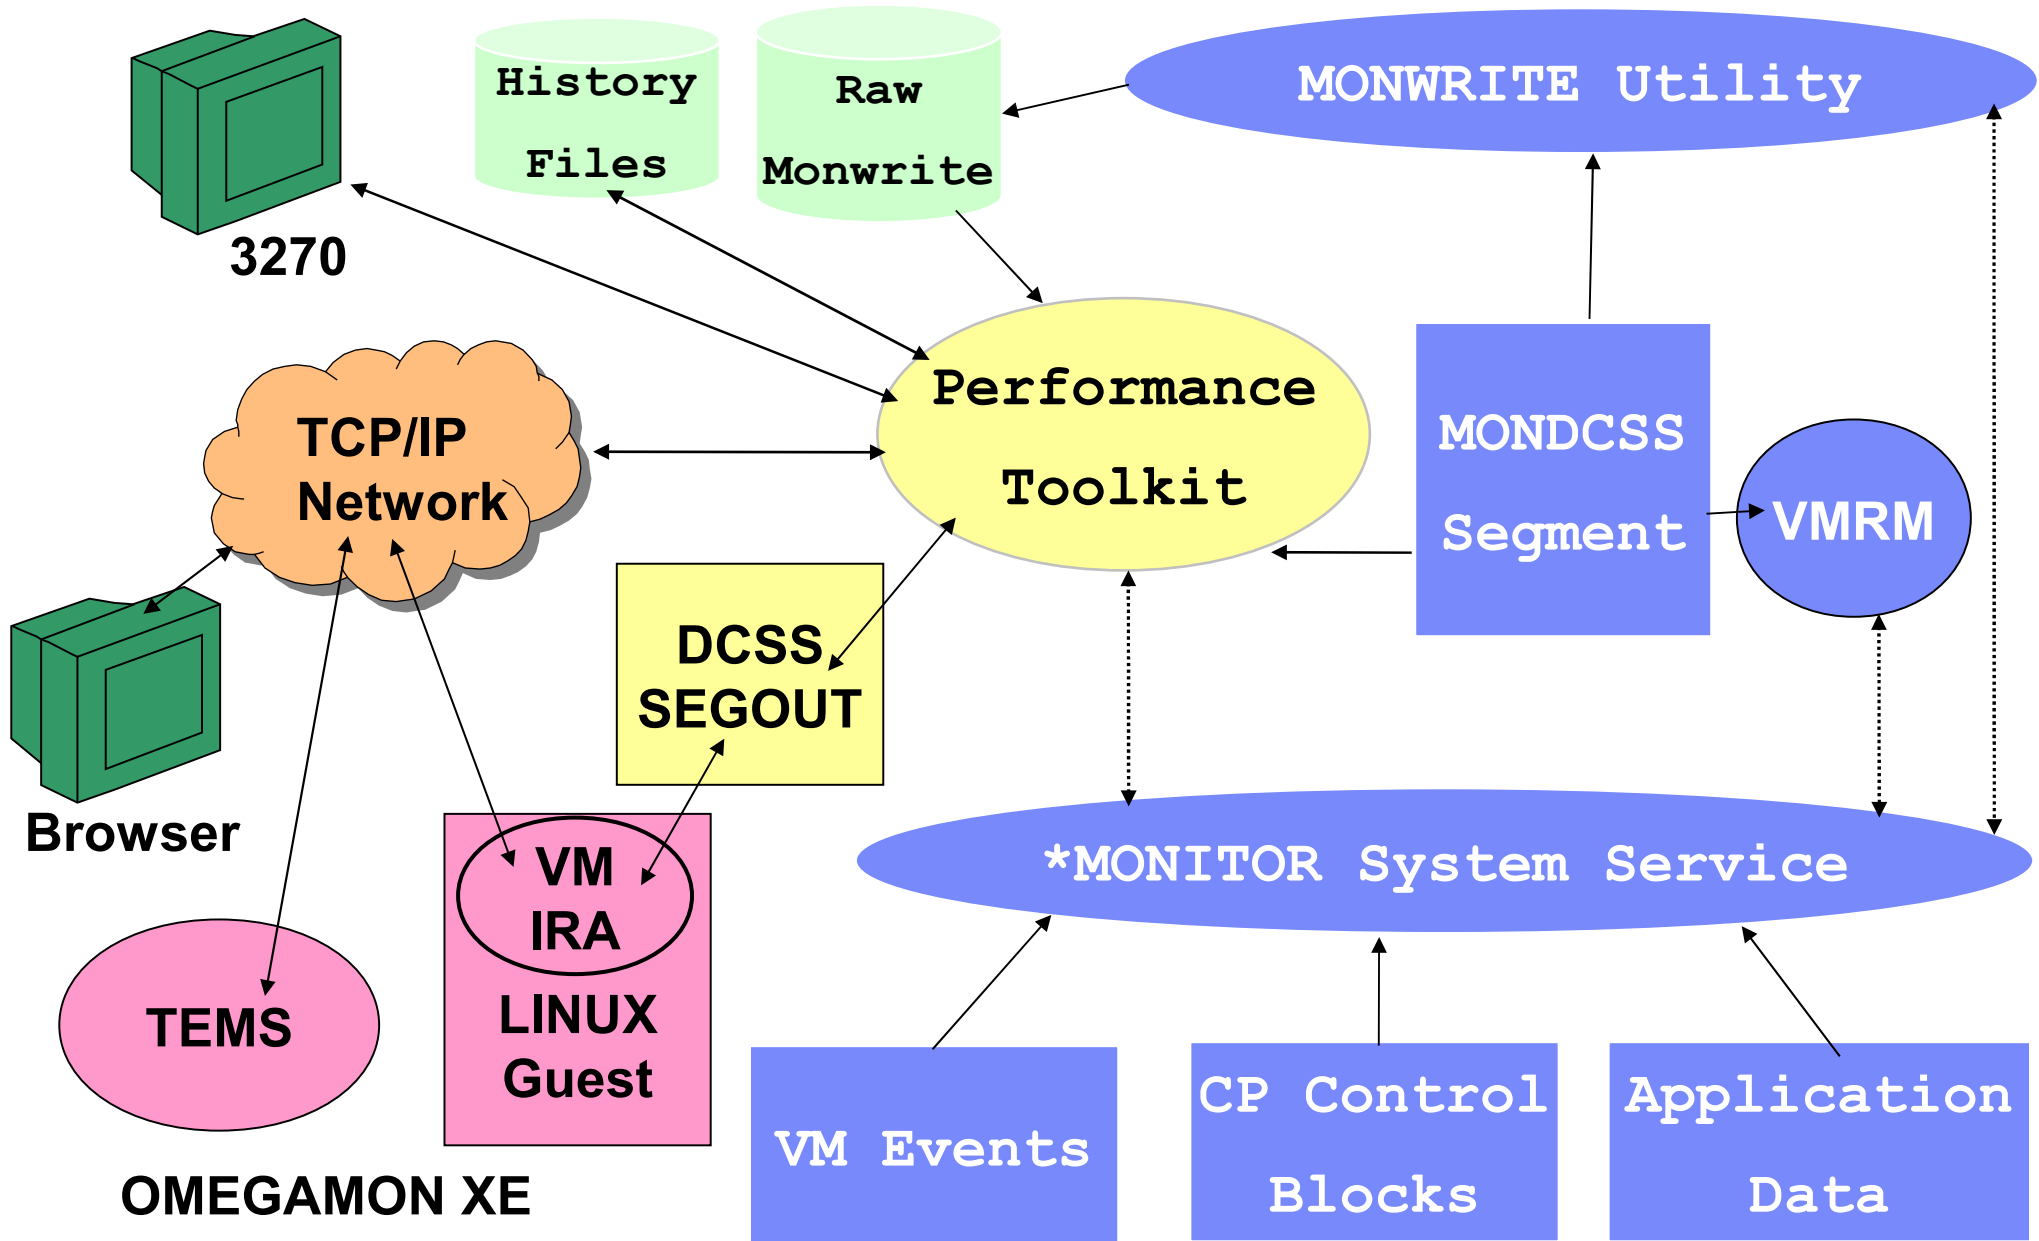 History
Files
Raw
Monwrite
MONWRITE Utility
3270
Performance
Toolkit
MONDCSS
Segment
VMRM
TCP/IP
Network
DCSS
SEGOUT
Browser
VM
IRA
LINUX
Guest
TEMS
OMEGAMON XE
*MONITOR System Service
VM Events
CP Control
Blocks
Application
Data